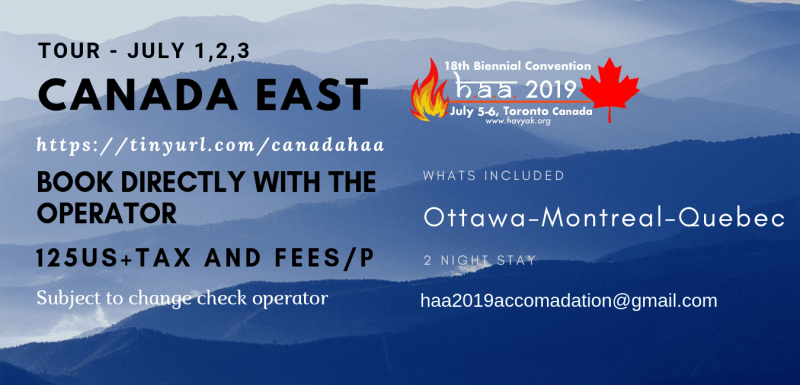 TOUR - JULY 1,2,3
CANADA EAST
https://tinyurl.com/canadahaa
BOOK DIRECTLY WITH THE
OPERATOR
125US+TAX AND FEES/P
Subject to change check operator
18th Biennial Convention
haa 2019
July 5-6, Toronto Canada
www.havyak.org
WHATS INCLUDED
Ottawa-Montreal-Quebec
2 NIGHT STAY
haa2019accomadation@gmail.com